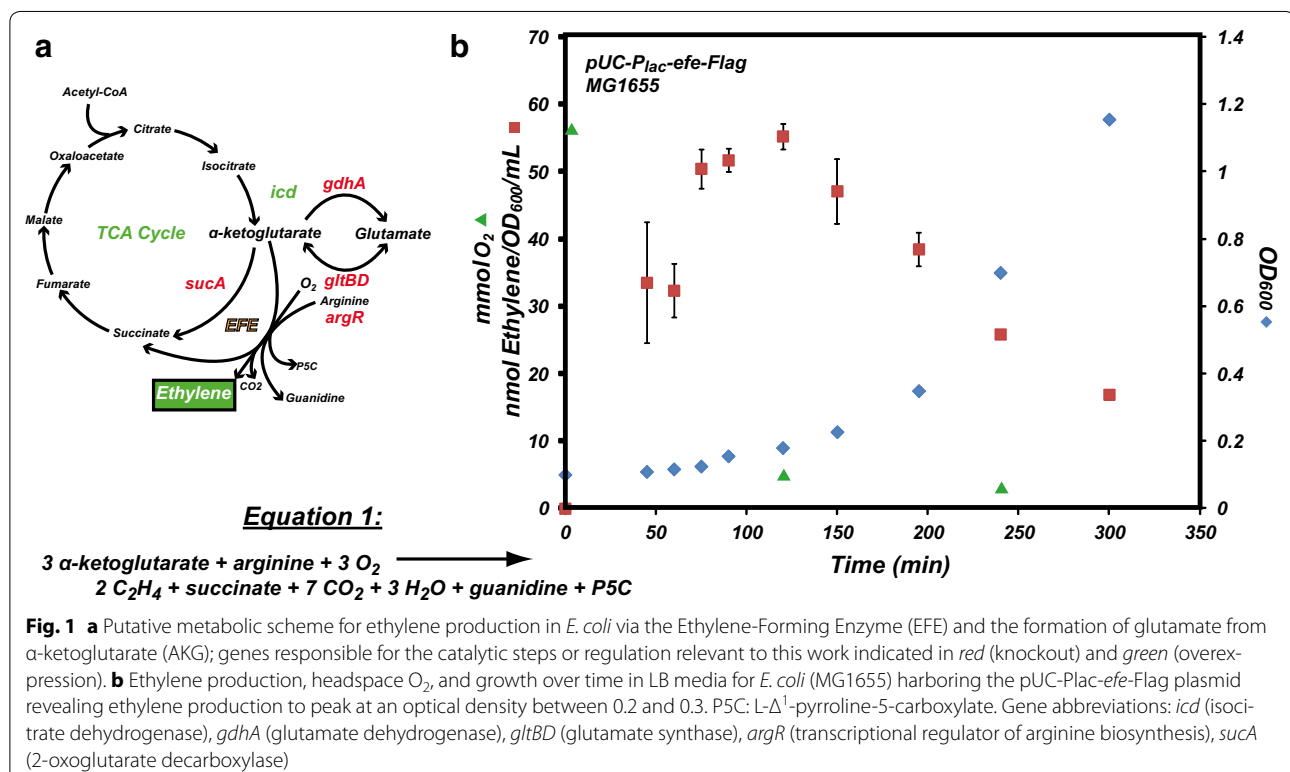 a
Acetyl-CoA
Citrate
Oxaloacetate
Isocitrate
icd
gdhA
Malate
TCA Cycle
α-ketoglutarate
Glutamate
Fumarate
sucA
gltBD
O2
Arginine
argR
Succinate
EFE
P5C
Ethylene
CO2
Guanidine
Equation 1:
3 α-ketoglutarate + arginine + 3 O2
2 C2H4 + succinate + 7 CO2 + 3 H2O + guanidine + P5C
b
pUC-Plac-efe-Flag
MG1655
mmol O2
nmol Ethylene/OD600/mL
70
60
50
40
30
20
10
0
0
50
100
150
200
250
300
350
Time (min)
1.4
1.2
1
0.8
0.6
0.4
0.2
0
OD600
Fig. 1 a Putative metabolic scheme for ethylene production in E. coli via the Ethylene-Forming Enzyme (EFE) and the formation of glutamate from
α-ketoglutarate (AKG); genes responsible for the catalytic steps or regulation relevant to this work indicated in red (knockout) and green (overex-
pression). b Ethylene production, headspace O2, and growth over time in LB media for E. coli (MG1655) harboring the pUC-Plac-efe-Flag plasmid
revealing ethylene production to peak at an optical density between 0.2 and 0.3. P5C: L-Δ1-pyrroline-5-carboxylate. Gene abbreviations: icd (isoci-
trate dehydrogenase), gdhA (glutamate dehydrogenase), gltBD (glutamate synthase), argR (transcriptional regulator of arginine biosynthesis), sucA
(2-oxoglutarate decarboxylase)